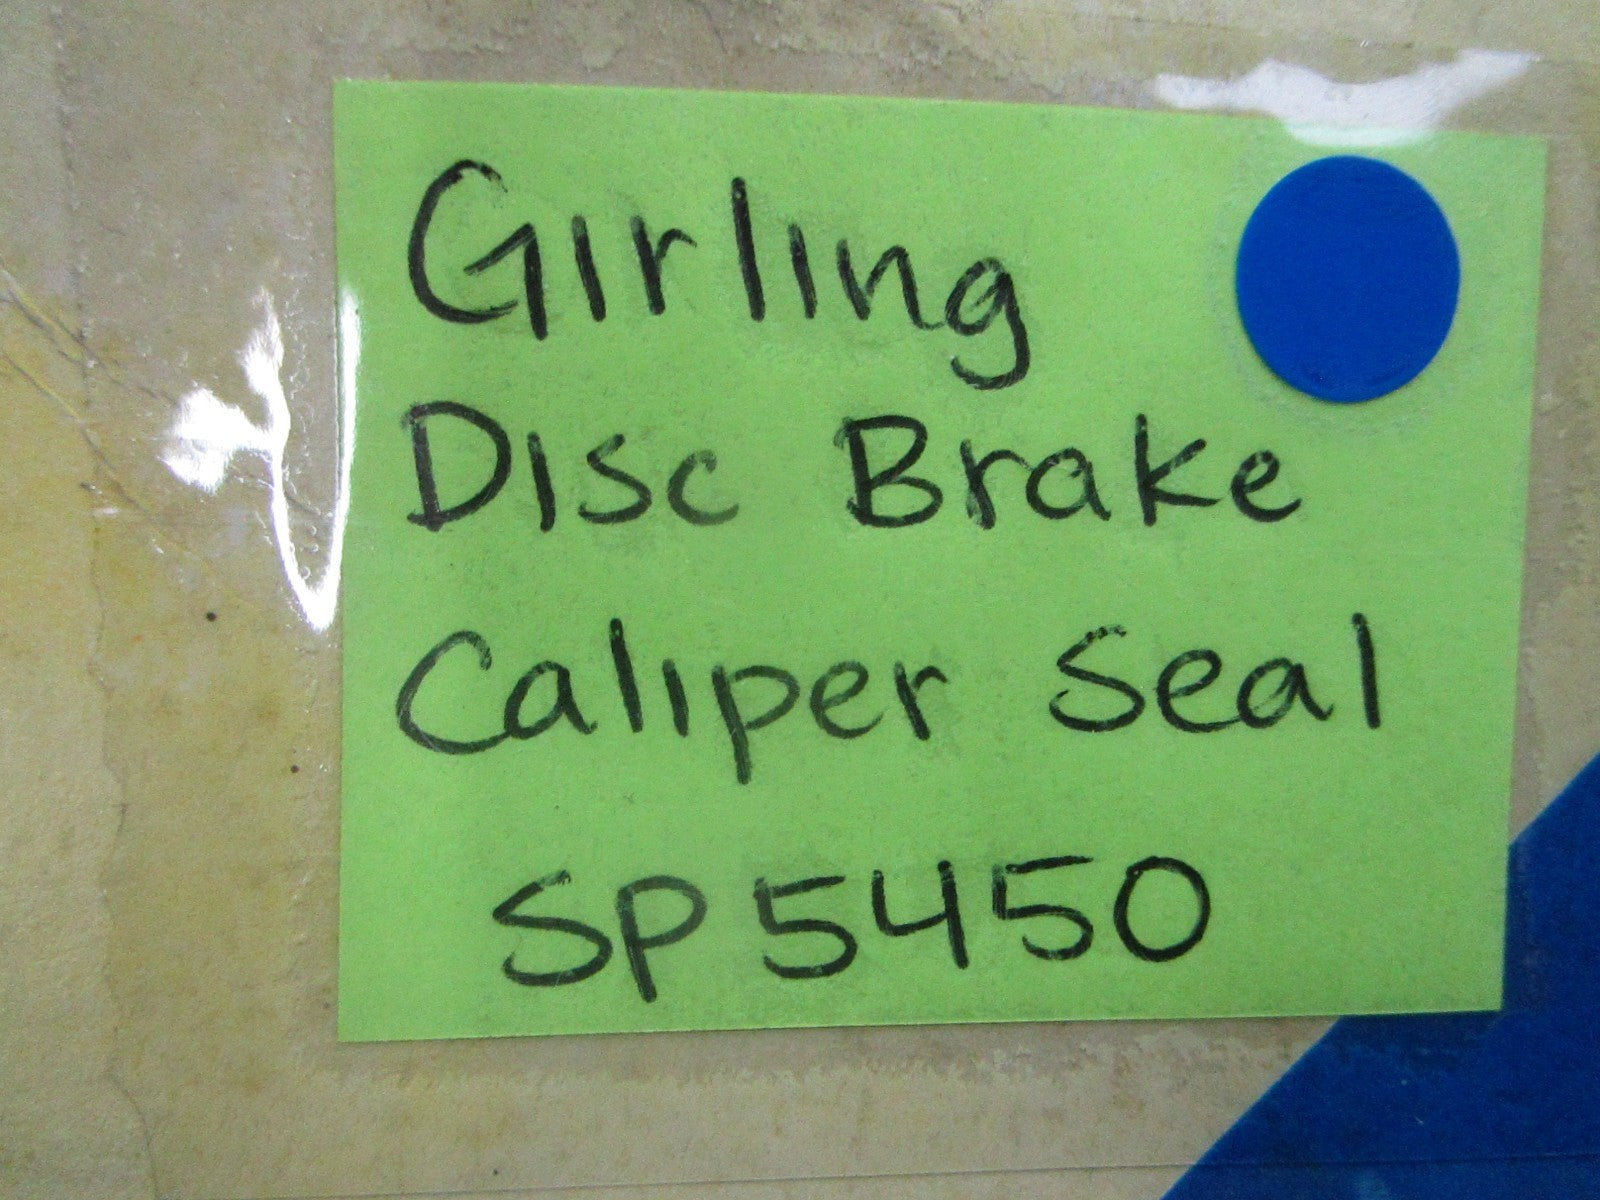 Girling
Disc Brake
Caliper Seal
SP5450